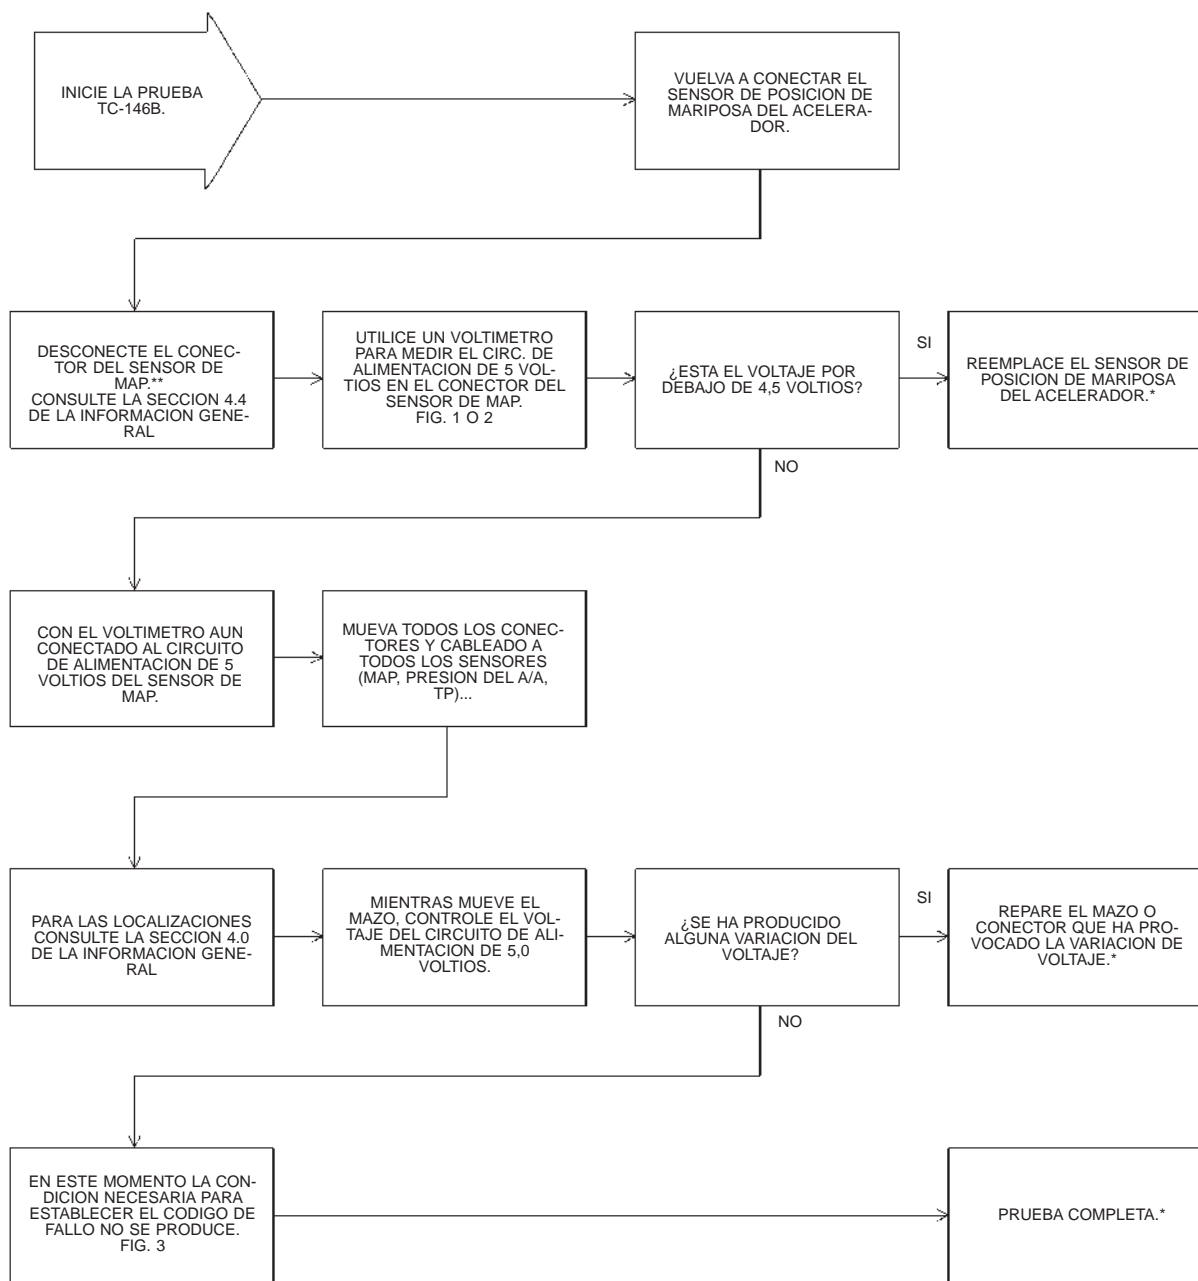 INICIE LA PRUEBA
TC-146B.
VUELVA A CONECTAR EL
SENSOR DE POSICION DE
MARIPOSA DEL ACELERA-
DOR.
DESCONECTE EL CONEC-
TOR DEL SENSOR DE
MAP.**
CONSULTE LA SECCION 4.4
DE LA INFORMACION GENE-
RAL
UTILICE UN VOLTIMETRO
PARA MEDIR EL CIRC. DE
ALIMENTACION DE 5 VOL-
TIOS EN EL CONECTOR DEL
SENSOR DE MAP.
FIG. 1 O 2
¿ESTA EL VOLTAJE POR
DEBAJO DE 4,5 VOLTIOS?
SI
REEMPLACE EL SENSOR DE
POSICION DE MARIPOSA
DEL ACELERADOR.*
NO
CON EL VOLTIMETRO AUN
CONECTADO AL CIRCUITO
DE ALIMENTACION DE 5
VOLTIOS DEL SENSOR DE
MAP.
MUEVA TODOS LOS CONEC-
TORES Y CABLEADO A
TODOS LOS SENSORES
(MAP, PRESION DEL A/A,
TP)...
PARA LAS LOCALIZACIONES
CONSULTE LA SECCION 4.0
DE LA INFORMACION GENE-
RAL
MIENTRAS MUEVE EL
MAZO, CONTROLE EL VOL-
TAJE DEL CIRCUITO DE ALI-
MENTACION DE 5,0
VOLTIOS.
¿SE HA PRODUCIDO
ALGUNA VARIACION DEL
VOLTAJE?
SI
REPARE EL MAZO O
CONECTOR QUE HA PRO-
VOCADO LA VARIACION DE
VOLTAJE.*
NO
EN ESTE MOMENTO LA CON-
DICION NECESARIA PARA
ESTABLECER EL CODIGO DE
FALLO NO SE PRODUCE.
FIG. 3
PRUEBA COMPLETA.*